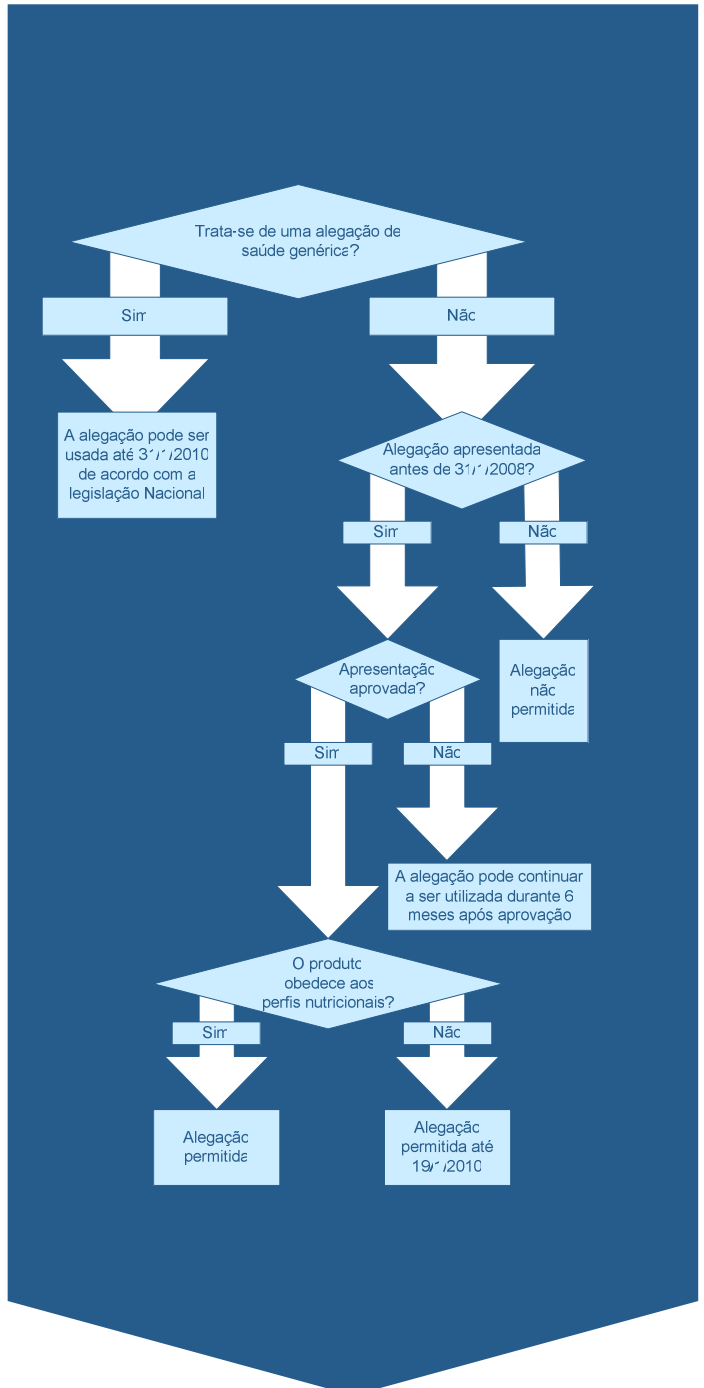 Trata-se de uma alegação de
saúde genérica?
Sim
Não
A alegação pode ser
usada até
de acordo com a
legislação Nacional
Alegação apresentada
antes de
Sim
Não
Apresentação
aprovada?
Alegação
não
permitida
Sim
Não
A alegação pode continuar
a ser utilizada durante 6
meses após aprovação
O produto
obedece aos
perfis nutricionais?
Sim
Não
Alegação
permitida
Alegação
permitida até